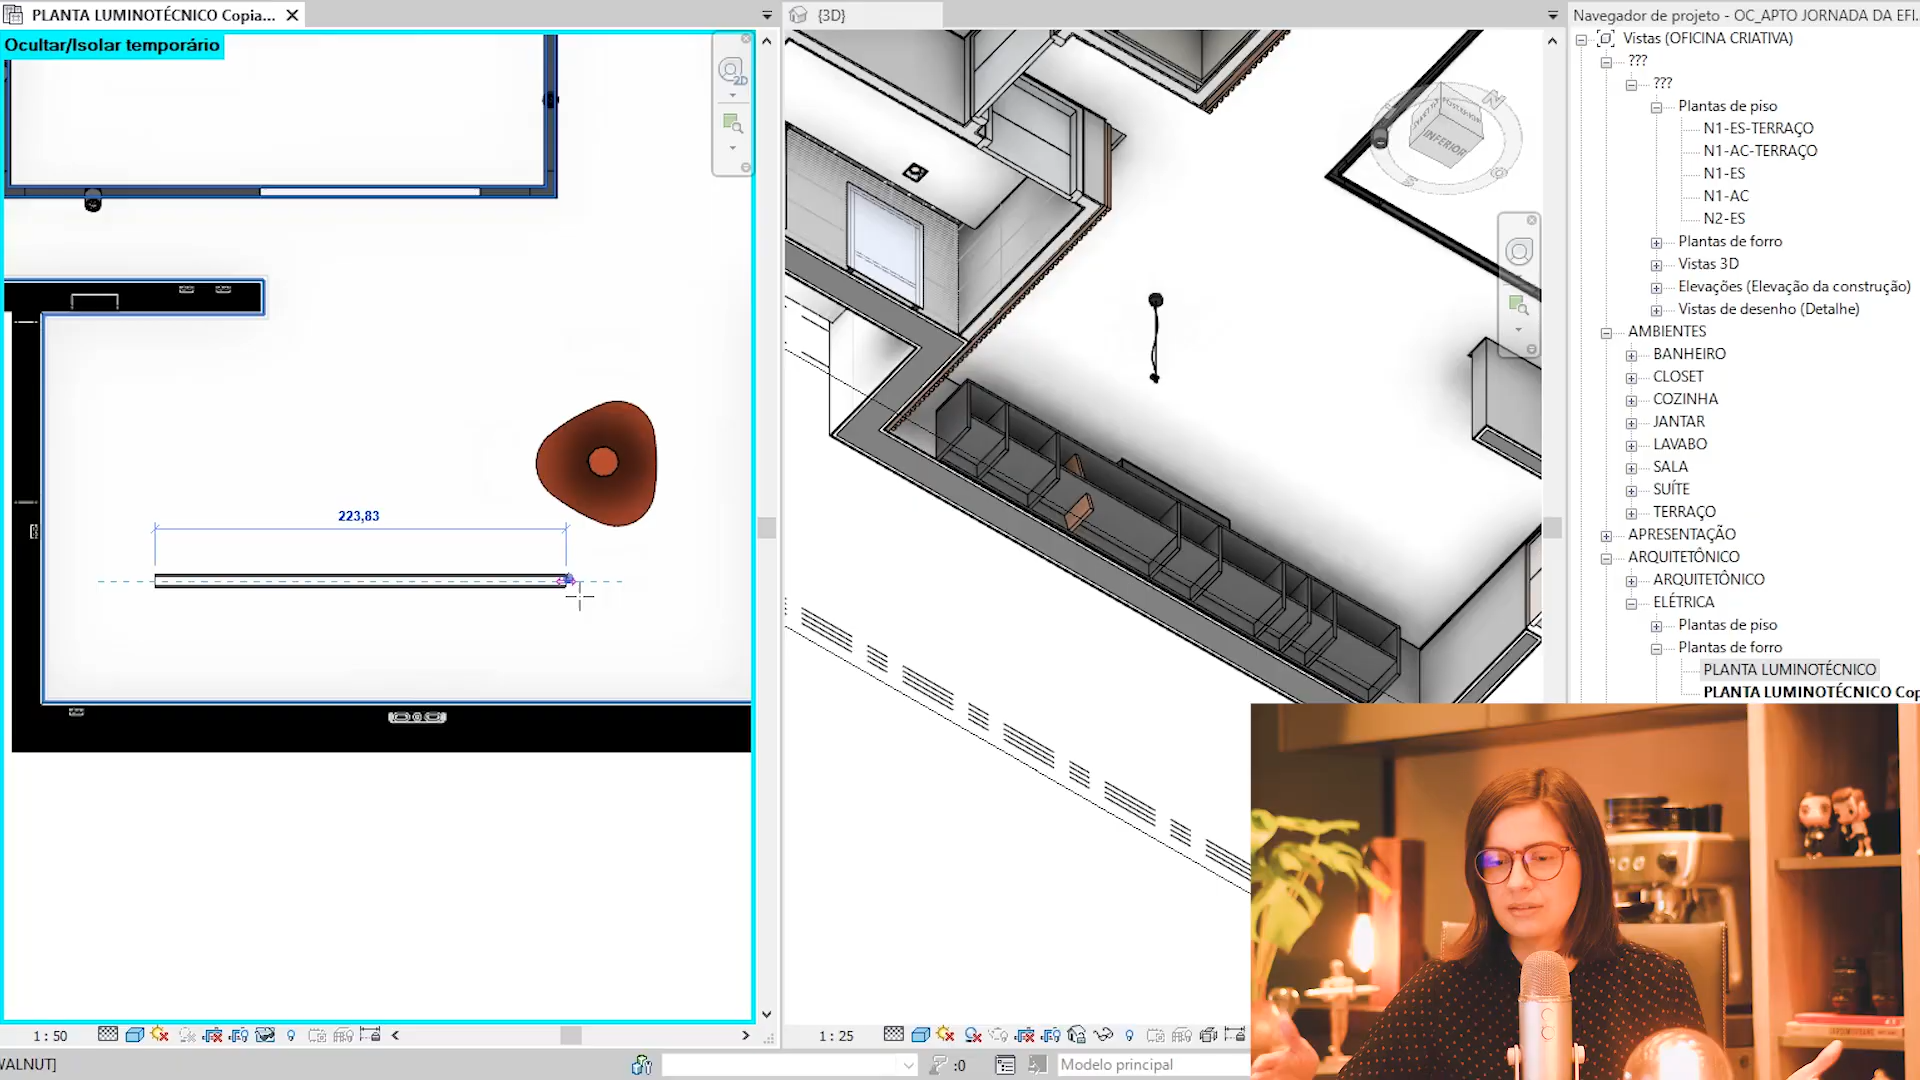 PLANTA LUMINOTÉCNICO Copia...
{3D}
Navegador de projeto - OC_APTO JORNADA DA EFI...
Ocultar/Isolar temporário
2D
223,83
INFERIOR
N
Vistas (OFICINA CRIATIVA)
???
???
Plantas de piso
N1-ES-TERRAÇO
N1-AC-TERRAÇO
N1-ES
N1-AC
N2-ES
Plantas de forro
Vistas 3D
Elevações (Elevação da construção)
Vistas de desenho (Detalhe)
AMBIENTES
BANHEIRO
CLOSET
COZINHA
JANTAR
LAVABO
SALA
SUÍTE
TERRAÇO
APRESENTAÇÃO
ARQUITETÔNICO
ARQUITETÔNICO
ELÉTRICA
Plantas de piso
Plantas de forro
PLANTA LUMINOTÉCNICO
PLANTA LUMINOTÉCNICO Cop
1 : 50
1 : 25
WALNUT]
:0
Modelo principal